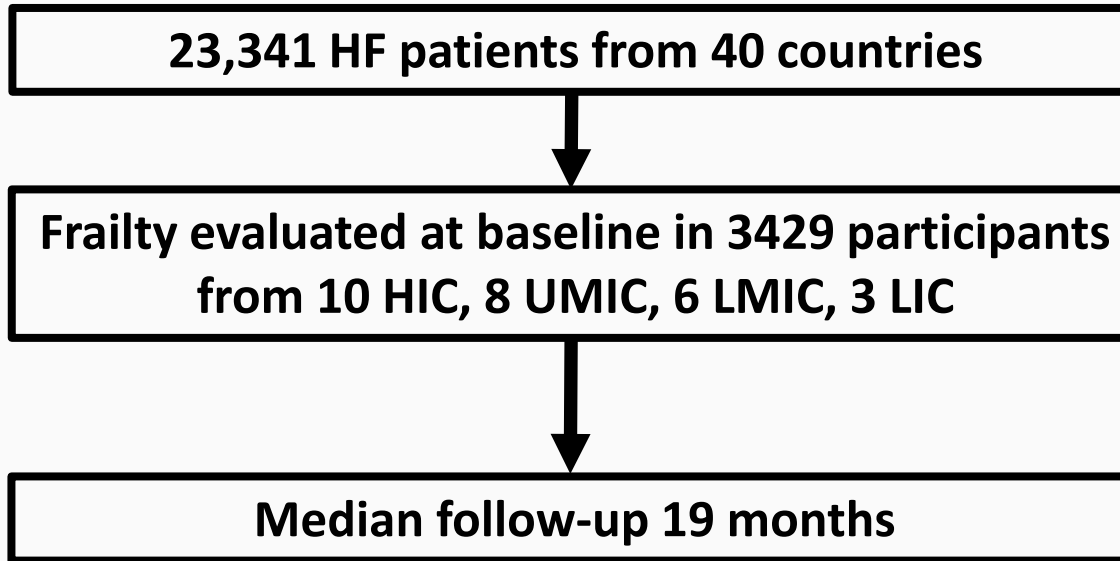 23,341 HF patients from 40 countries
Frailty evaluated at baseline in 3429 participants
from 10 HIC, 8 UMIC, 6 LMIC, 3 LIC
Median follow-up 19 months